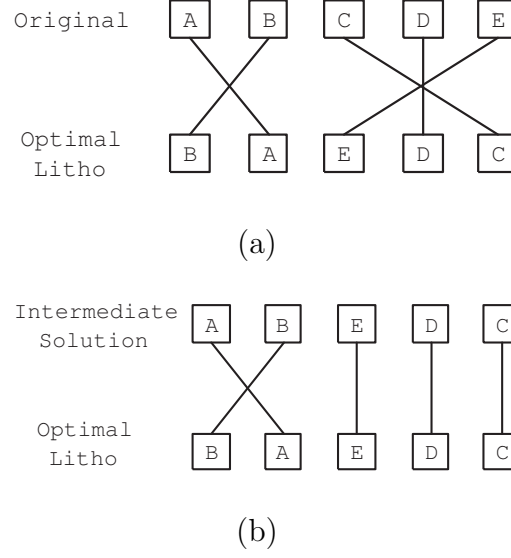 Original A B C D E
Optimal
Litho
B A E D C
(a)
Intermediate
Solution
A B E D C
Optimal
Litho
B A E D C
(b)